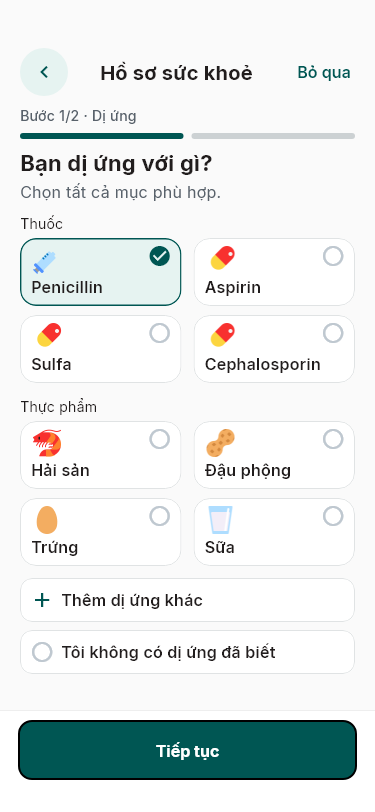 Hồ sơ sức khoẻ
Bỏ qua
Bước 1/2 · Dị ứng
Bạn dị ứng với gì?
Chọn tất cả mục phù hợp.
Thuốc
Penicillin
Aspirin
Sulfa
Cephalosporin
Thực phẩm
Hải sản
Đậu phộng
Trứng
Sữa
Thêm dị ứng khác
Tôi không có dị ứng đã biết
Tiếp tục